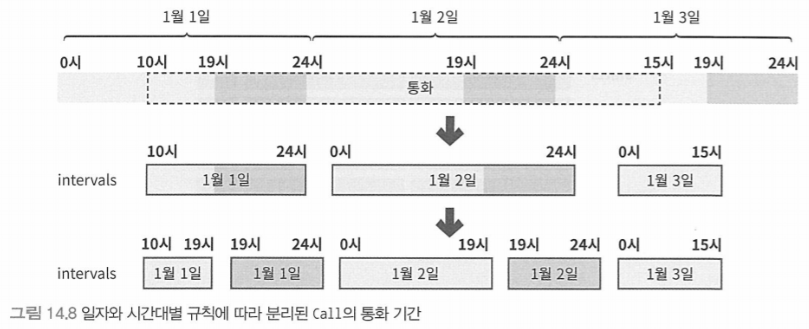 1월 1일 1월 2일 1월 3일
0시 10시 19시 24시 19시 24시 15시 19시 24시
통화
10시 24시 0시 24시 0시 15시
intervals 1월 1일 1월 2일 1월 3일
10시 19시 19시 24시 0시 19시 19시 24시 0시 15시
intervals 1월 1일 1월 1일 1월 2일 1월 2일 1월 3일
그림 14.8 일자와 시간대별 규칙에 따라 분리된 Call의 통화 기간